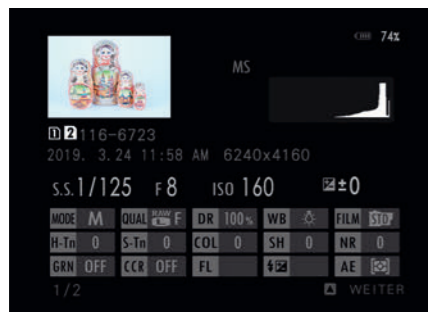 74%
MS
1 2 116-6723
2019. 3.24 11:58 AM 6240x4160
S.S. 1/125 F 8 ISO 160 ±0
MODE M QUAL RAW L F DR 100% WB FILM STD
H-Tn 0 S-Tn 0 COL 0 SH 0 NR 0
GRN OFF CCR OFF FL AE
1/2 WEITER